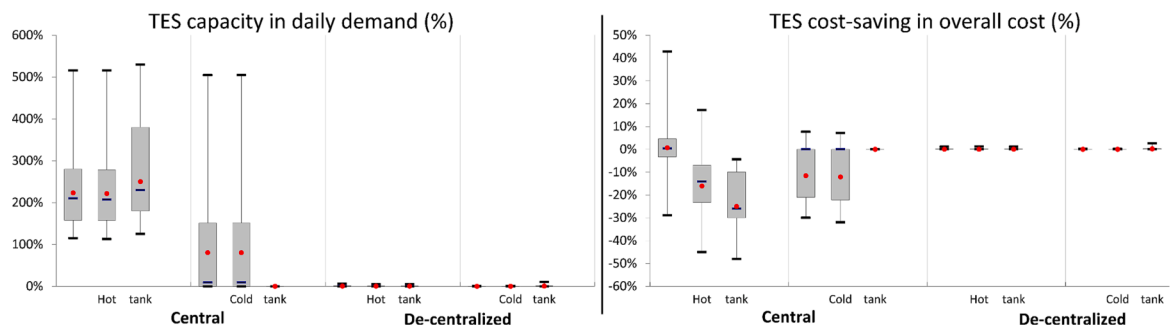 TES capacity in daily demand (%)
600%
500%
400%
300%
200%
100%
0%
Hot tank
Cold tank
Hot tank
Cold tank
Central
De-centralized
TES cost-saving in overall cost (%)
50%
40%
30%
20%
10%
0%
-10%
-20%
-30%
-40%
-50%
-60%
Hot tank
Cold tank
Hot tank
Cold tank
Central
De-centralized